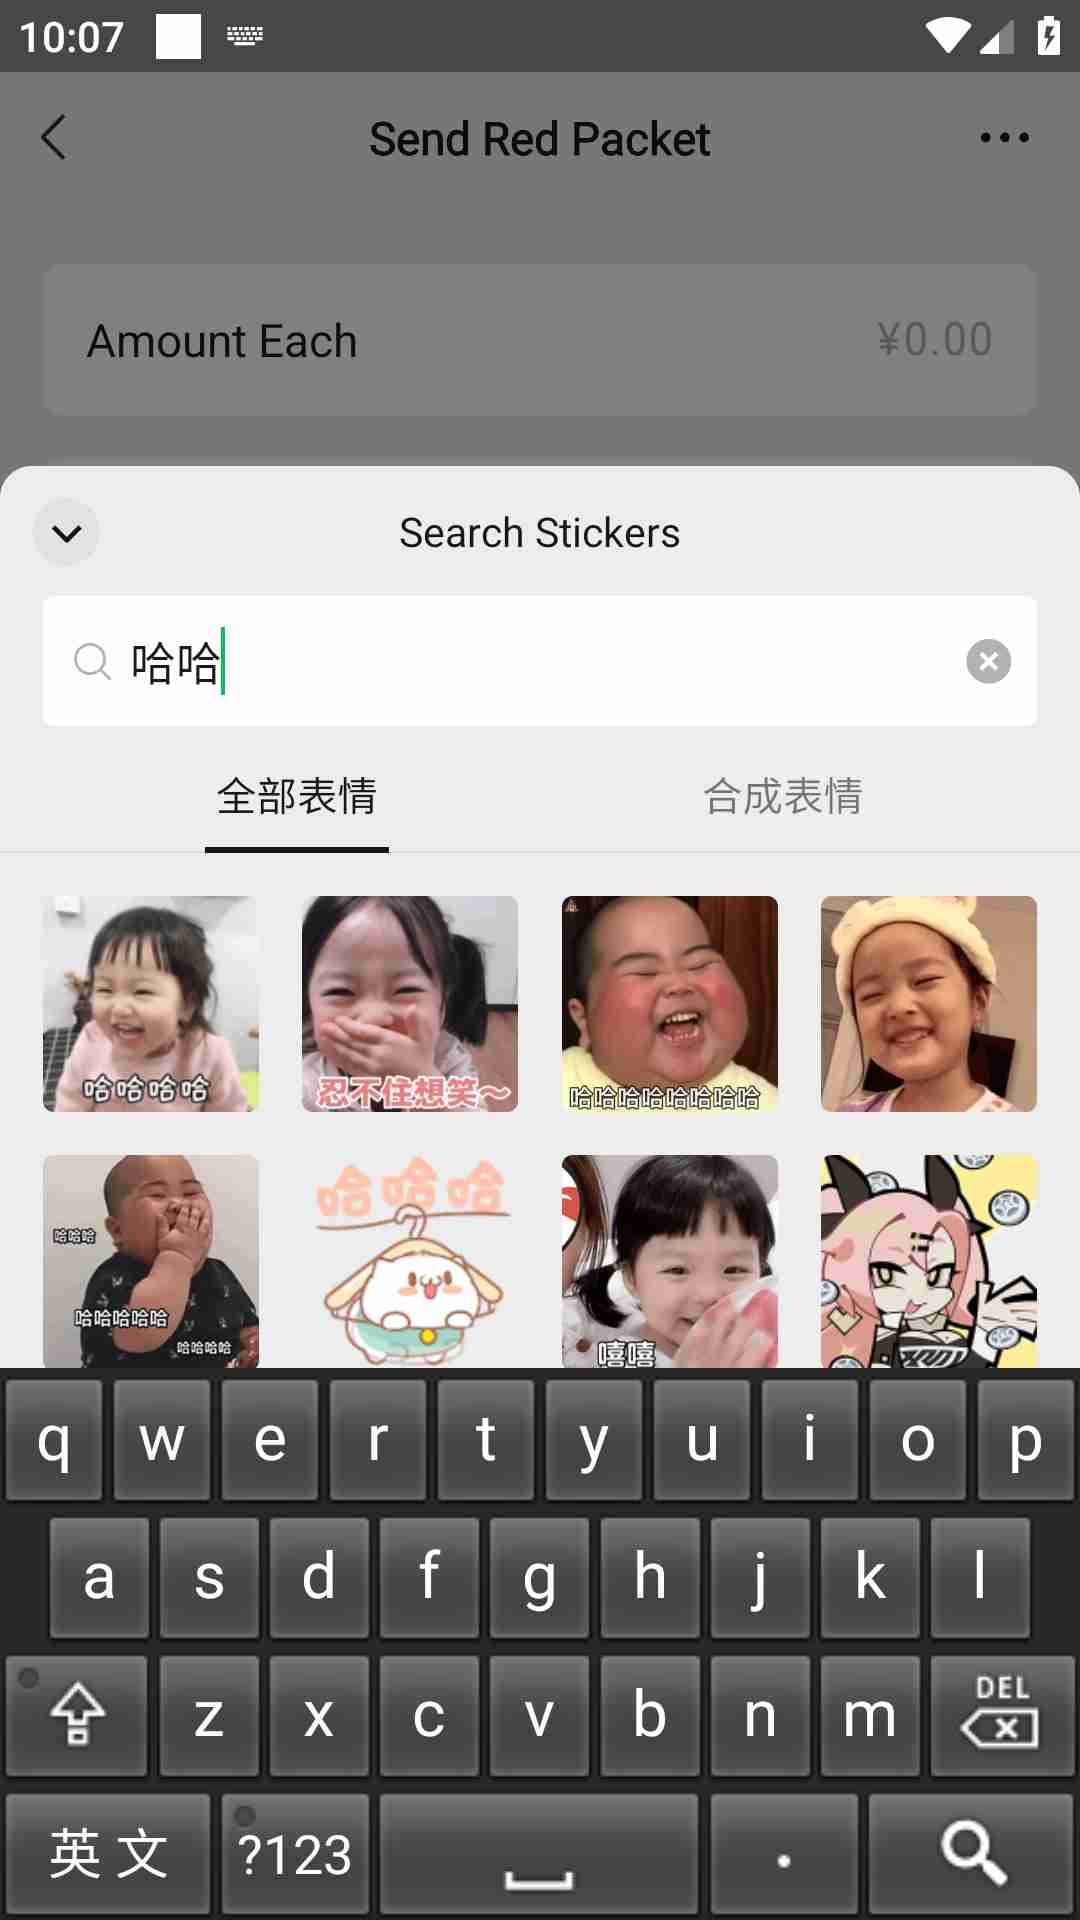 10:07
Send Red Packet
Amount Each
¥0.00
Search Stickers
哈哈
全部表情
合成表情
哈哈哈哈
忍不住想笑～
哈哈哈哈哈哈哈哈
哈哈哈
哈哈哈哈哈
哈哈哈哈
哈哈哈
嘻嘻
q w e r t y u i o p
a s d f g h j k l
z x c v b n m DEL
英文 ?123 .